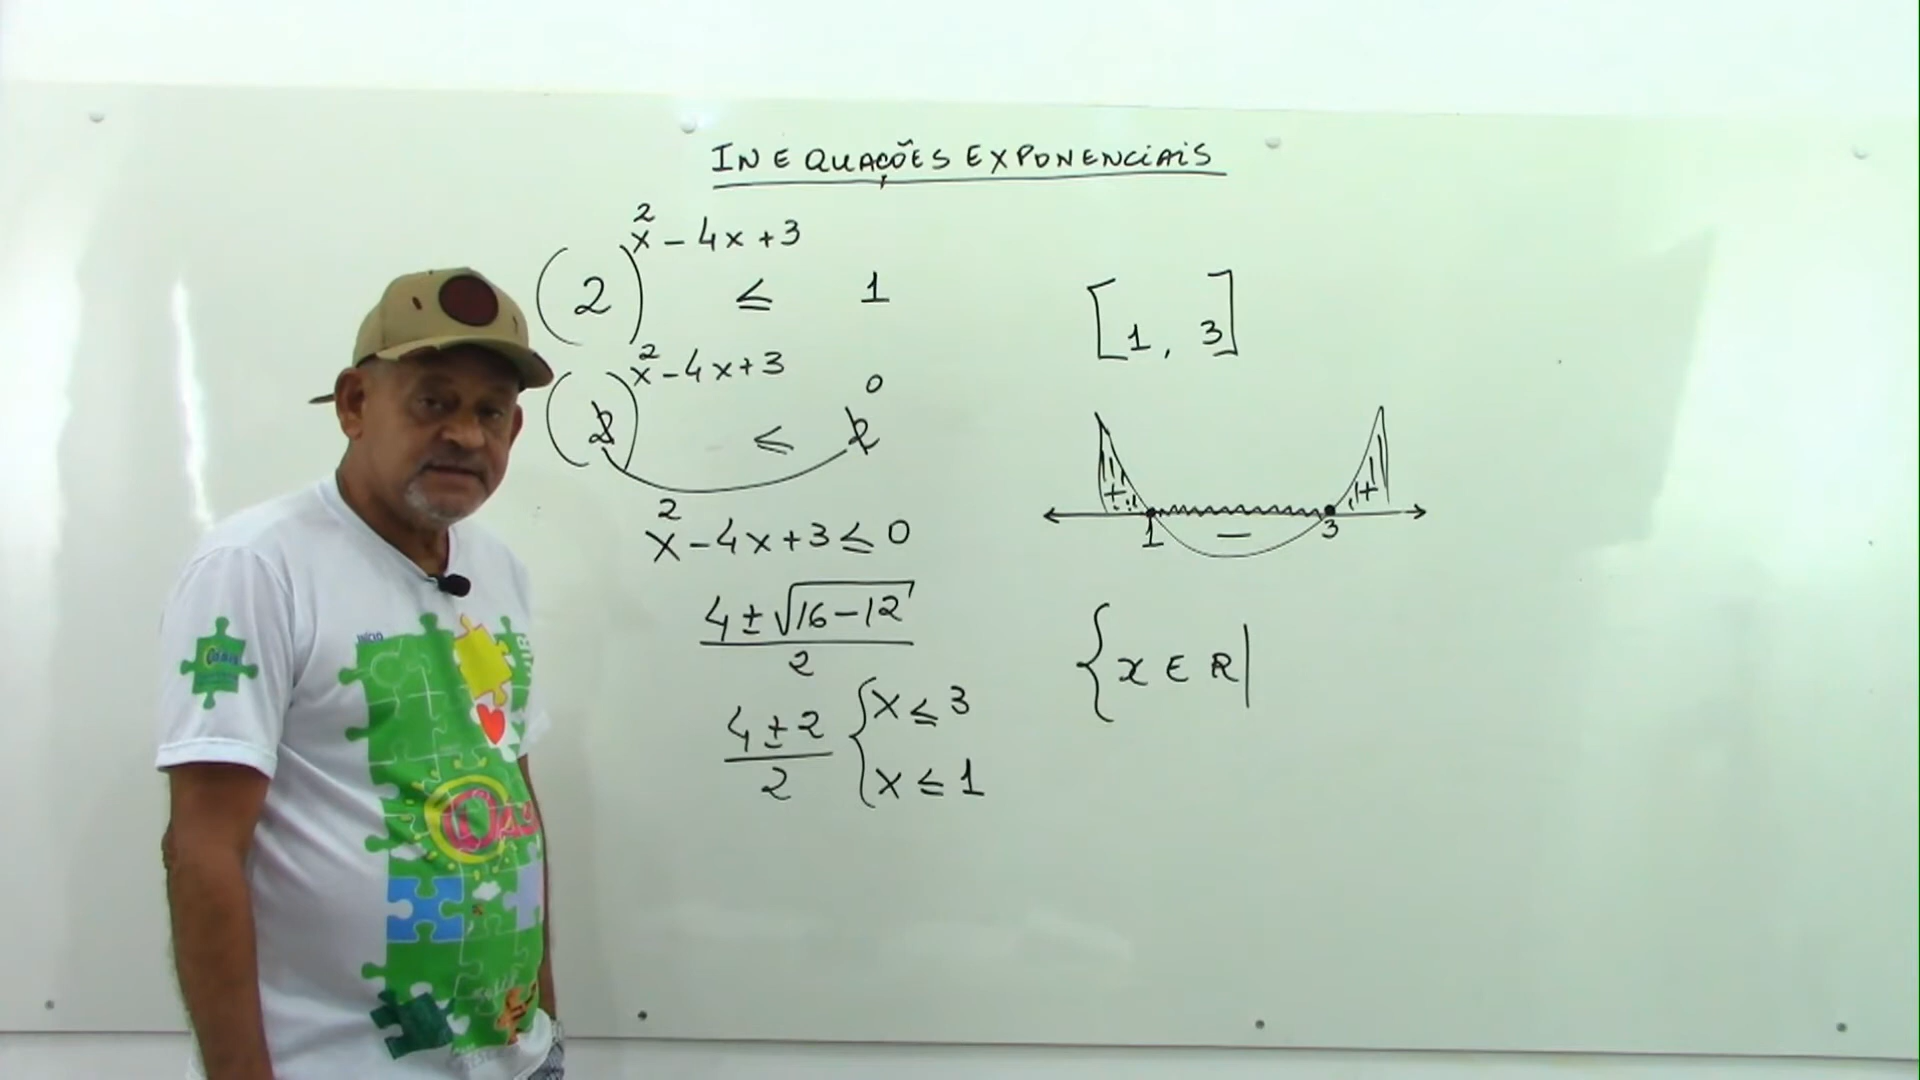 INEQUAÇÕES EXPONENCIAIS
(2)^{x² - 4x + 3} ≤ 1
(2)^{x² - 4x + 3} ≤ 2⁰
x² - 4x + 3 ≤ 0
4 ± √16 - 12
2
4 ± 2
2
{ x ≤ 3
x ≤ 1
[1, 3]
+ +
1 — 3
{ x ∈ R |
INÍCIO